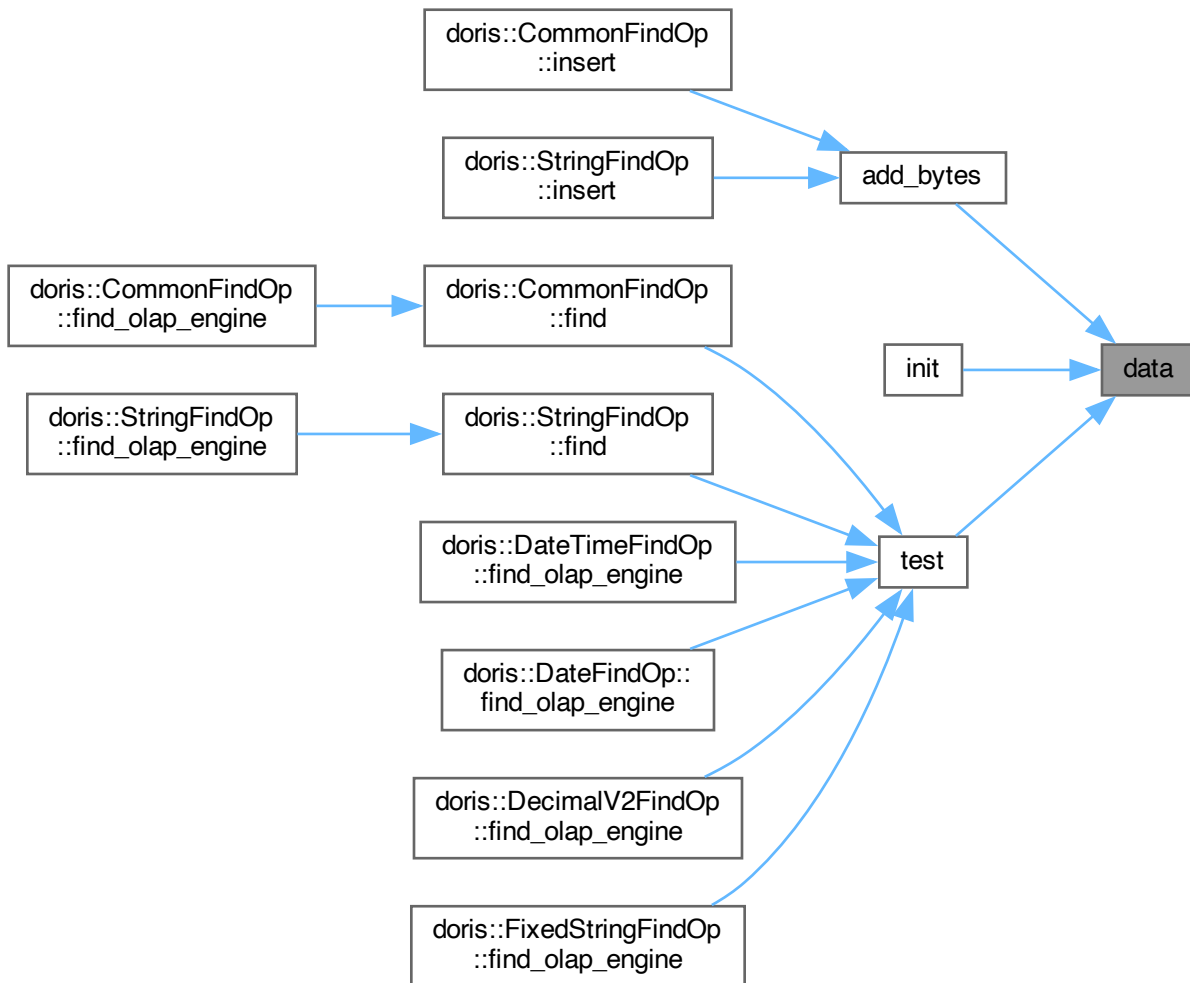 doris::CommonFindOp
::insert
doris::StringFindOp
::insert
add_bytes
doris::CommonFindOp
::find_olap_engine
doris::CommonFindOp
::find
init
data
doris::StringFindOp
::find_olap_engine
doris::StringFindOp
::find
doris::DateTimeFindOp
::find_olap_engine
test
doris::DateFindOp::
find_olap_engine
doris::DecimalV2FindOp
::find_olap_engine
doris::FixedStringFindOp
::find_olap_engine